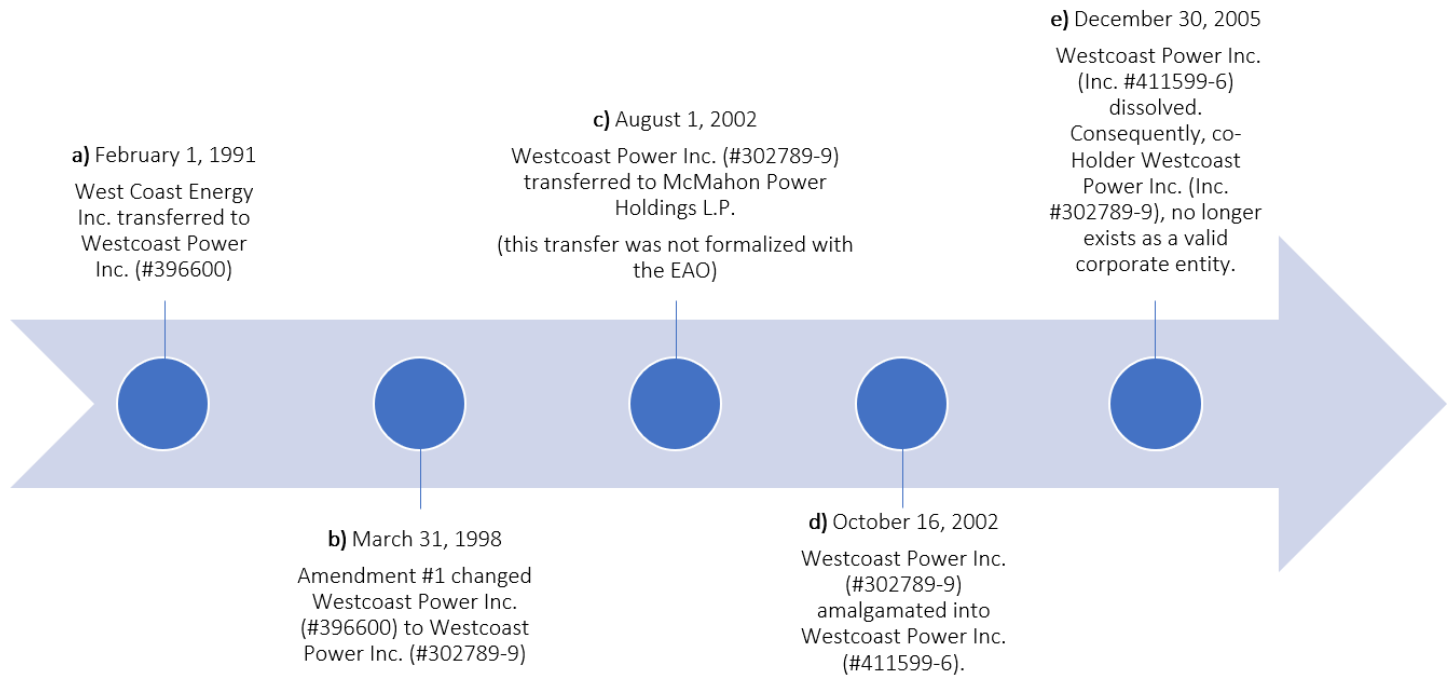 a) February 1, 1991
West Coast Energy
Inc. transferred to
Westcoast Power
Inc. (#396600)
b) March 31, 1998
Amendment #1 changed
Westcoast Power Inc.
(#396600) to Westcoast
Power Inc. (#302789-9)
c) August 1, 2002
Westcoast Power Inc. (#302789-9)
transferred to McMahon Power
Holdings L.P.
(this transfer was not formalized with
the EAO)
d) October 16, 2002
Westcoast Power Inc.
(#302789-9)
amalgamated into
Westcoast Power Inc.
(#411599-6).
e) December 30, 2005
Westcoast Power Inc.
(Inc. #411599-6)
dissolved.
Consequently, co-
Holder Westcoast
Power Inc. (Inc.
#302789-9), no longer
exists as a valid
corporate entity.